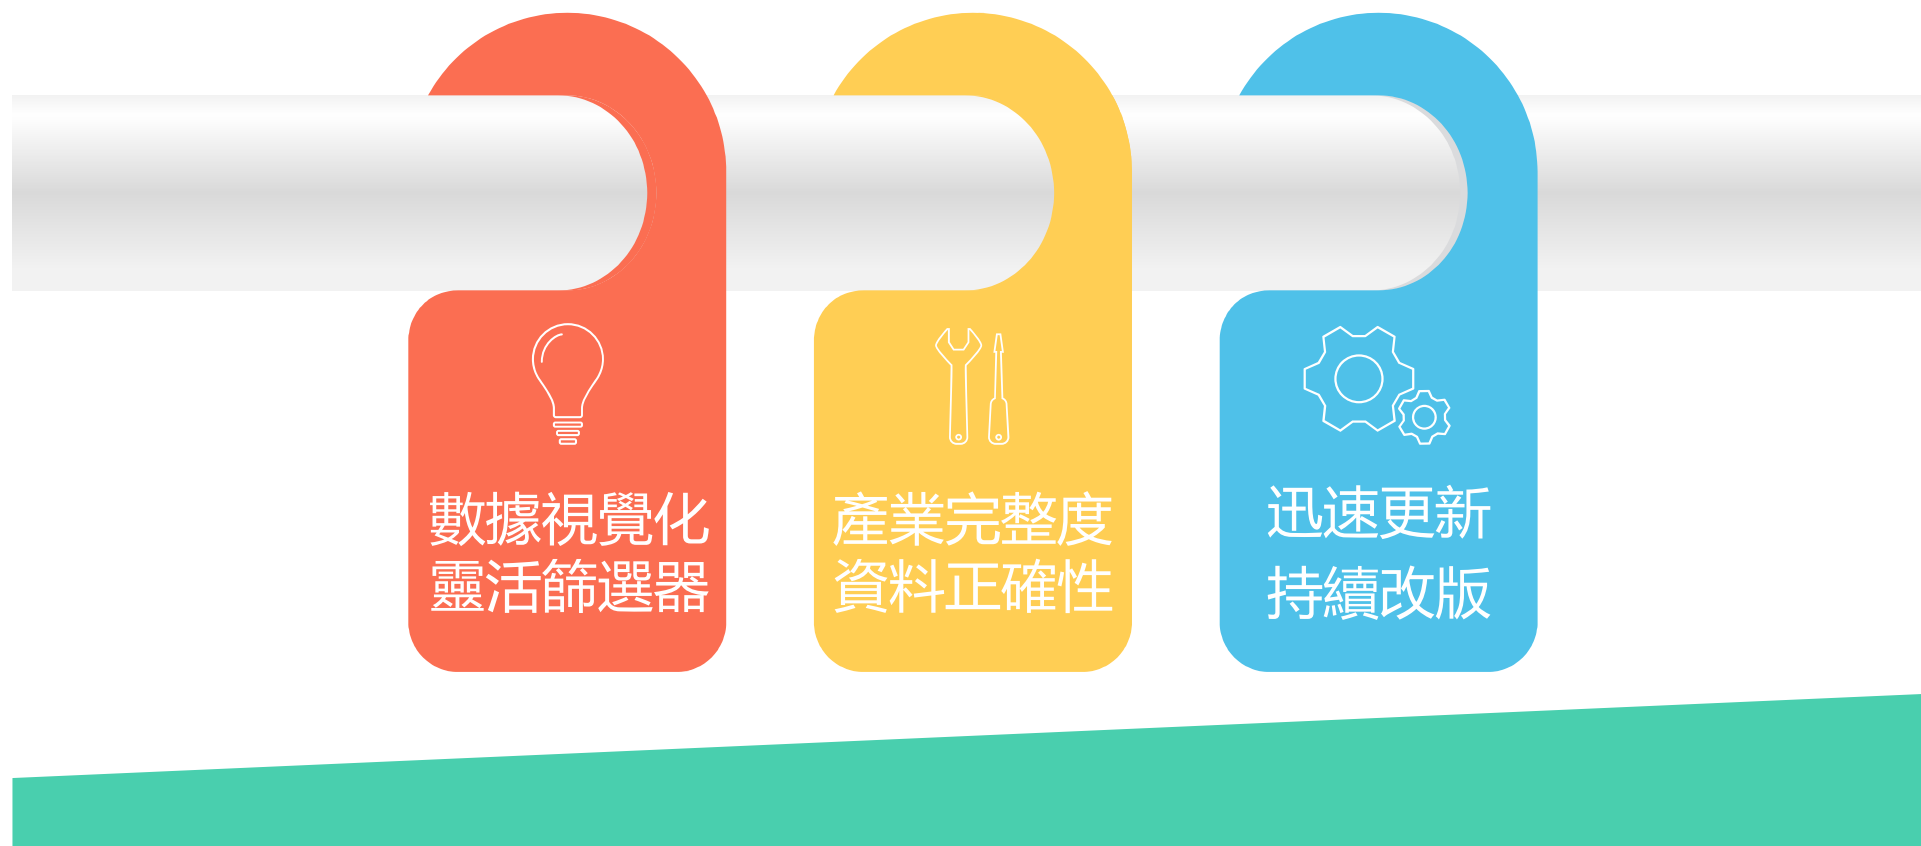 數據視覺化
靈活篩選器
產業完整度
資料正確性
迅速更新
持續改版